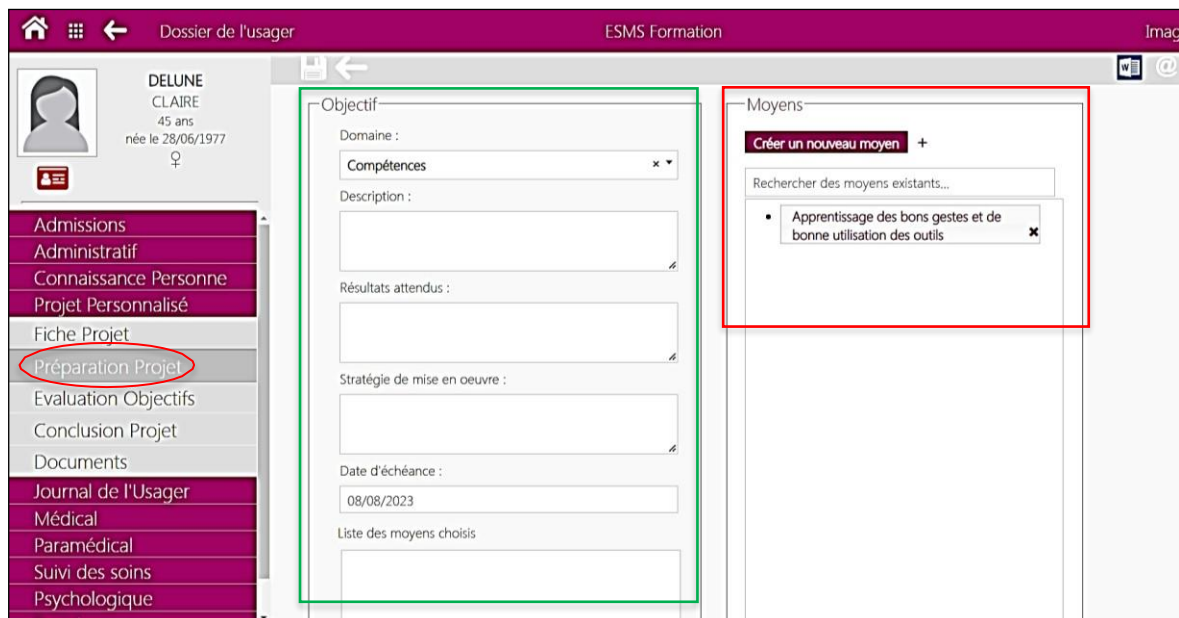 Dossier de l'usager
ESMS Formation
DELUNE
CLAIRE
45 ans
née le 28/06/1977
Admissions
Administratif
Connaissance Personne
Projet Personnalisé
Fiche Projet
Préparation Projet
Evaluation Objectifs
Conclusion Projet
Documents
Journal de l'Usager
Médical
Paramédical
Suivi des soins
Psychologique
Objectif
Domaine :
Compétences
Description :
Résultats attendus :
Stratégie de mise en oeuvre :
Date d'échéance :
08/08/2023
Liste des moyens choisis
Moyens
Créer un nouveau moyen +
Rechercher des moyens existants...
Apprentissage des bons gestes et de
bonne utilisation des outils